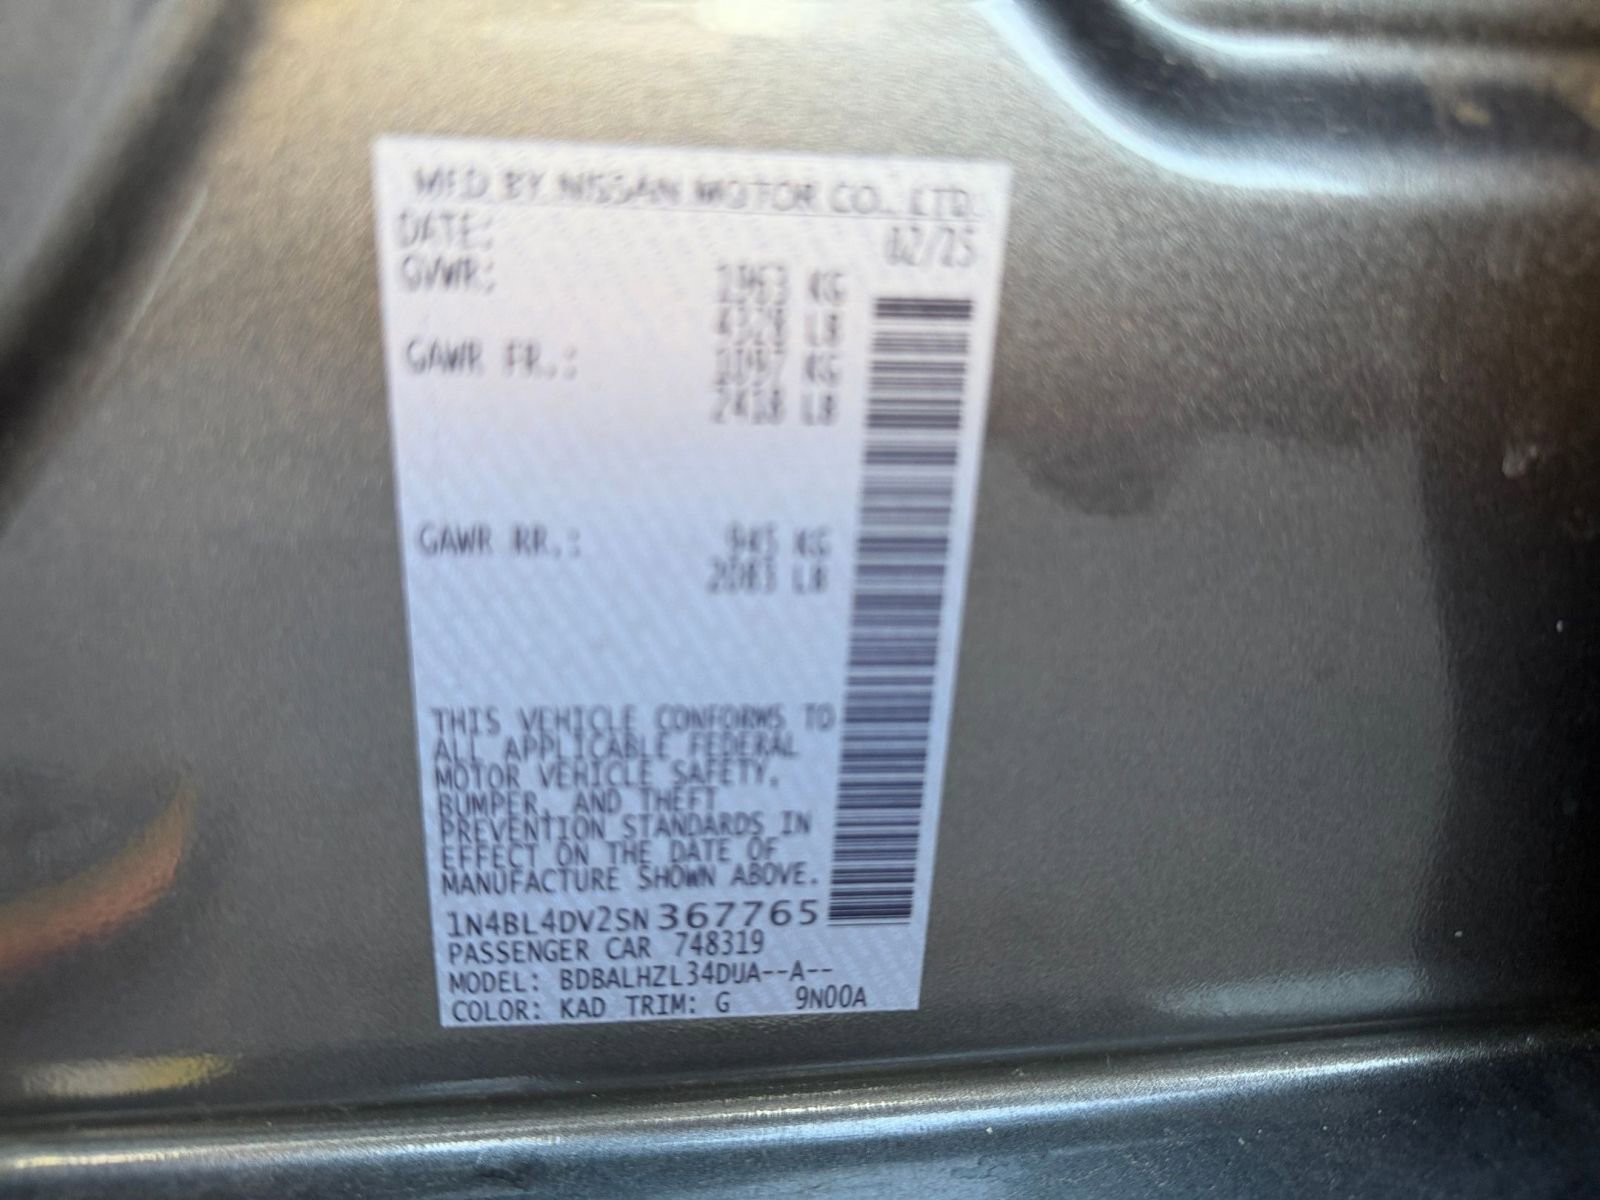 MFD BY NISSAN MOTOR CO., LTD.
DATE: 02/25
GVWR: 1963 KG
4328 LB
GAWR FR.: 1097 KG
2418 LB
GAWR RR.: 945 KG
2083 LB
THIS VEHICLE CONFORMS TO
ALL APPLICABLE FEDERAL
MOTOR VEHICLE SAFETY,
BUMPER, AND THEFT
PREVENTION STANDARDS IN
EFFECT ON THE DATE OF
MANUFACTURE SHOWN ABOVE.
1N4BL4DV2SN367765
PASSENGER CAR 748319
MODEL: BDBALHZL34DUA--A--
COLOR: KAD TRIM: G 9N00A